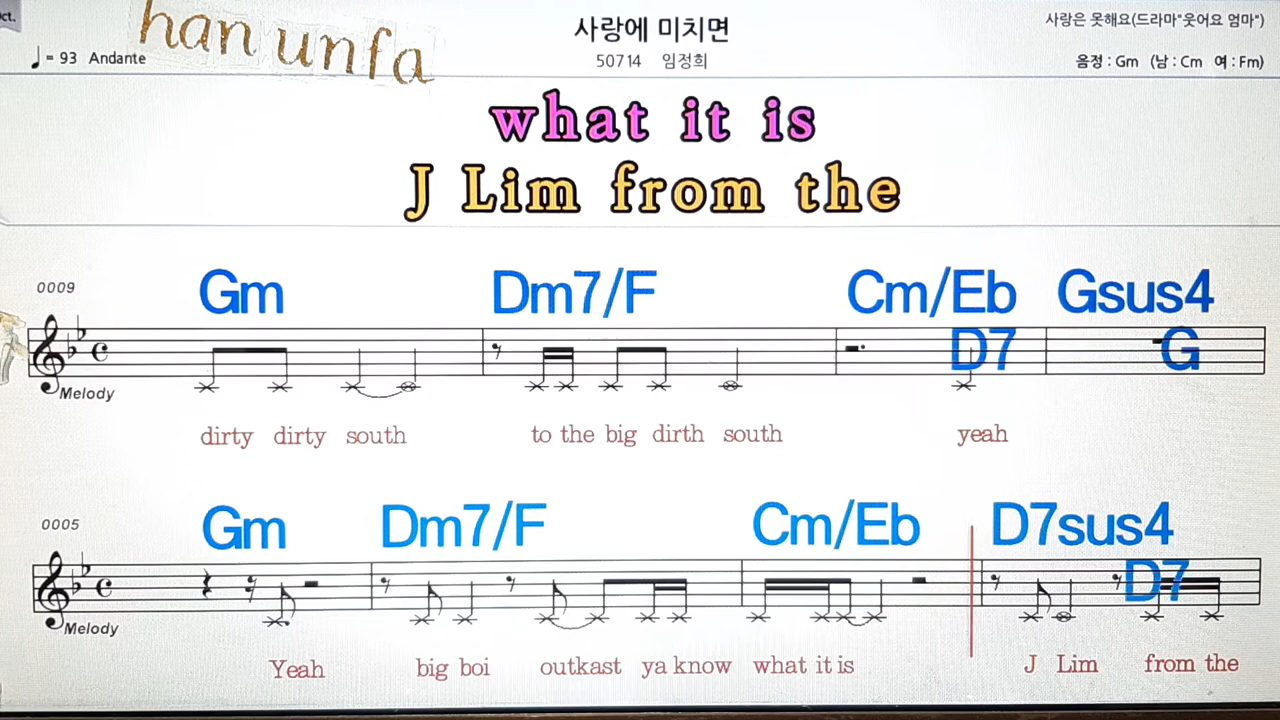 ct.
han unfa
사랑에 미치면
사랑은 못해요(드라마"웃어요 엄마")
♩ = 93 Andante
50714 임정희
음정 : Gm (남 : Cm 여 : Fm)
what it is
J Lim from the
0009
Gm Dm7/F Cm/Eb Gsus4
D7 G
Melody
dirty dirty south to the big dirth south yeah
0005
Gm Dm7/F Cm/Eb D7sus4
D7
Melody
Yeah big boi outkast ya know what it is J Lim from the